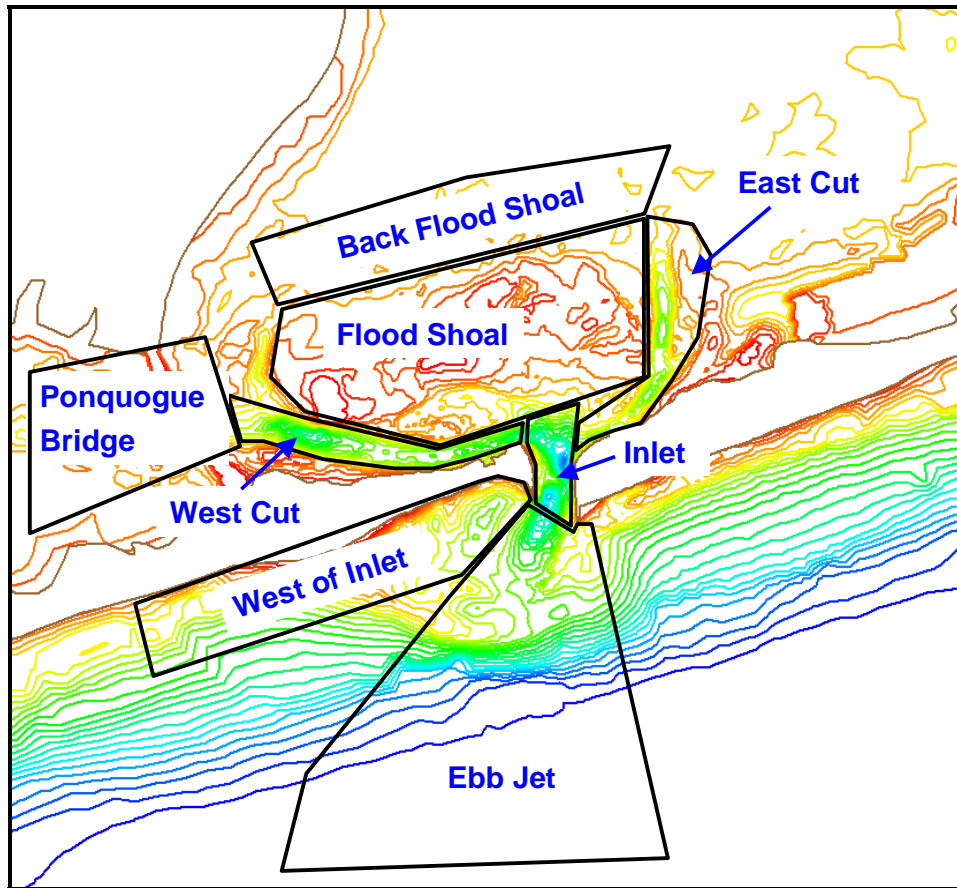 East Cut
Back Flood Shoal
Flood Shoal
Ponquogue
Bridge
Inlet
West Cut
West of Inlet
Ebb Jet